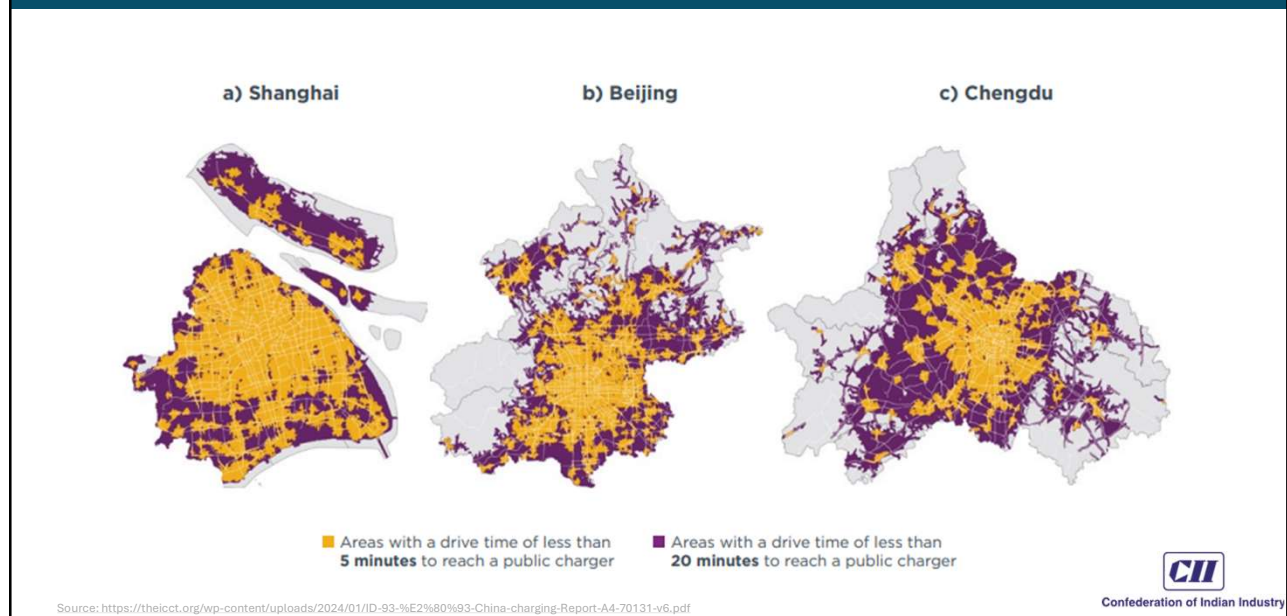 a) Shanghai
b) Beijing
c) Chengdu
Areas with a drive time of less than
5 minutes to reach a public charger
Areas with a drive time of less than
20 minutes to reach a public charger
CII
Confederation of Indian Industry
Source: https://theicct.org/wp-content/uploads/2024/01/ID-93-%E2%80%93-China-charging-Report-A4-70131-v6.pdf